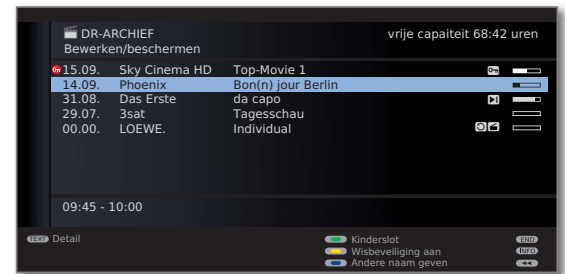 DR-ARCHIEF vrije capaiteit 68:42 uren
Bewerken/beschermen
15.09. Sky Cinema HD Top-Movie 1
14.09. Phoenix Bon(n) jour Berlin
31.08. Das Erste da capo
29.07. 3sat Tagesschau
00.00. LOEWE. Individual
09:45 - 10:00
TEXT Detail Kinderslot END
Wisbeveiliging aan INFO
Andere naam geven